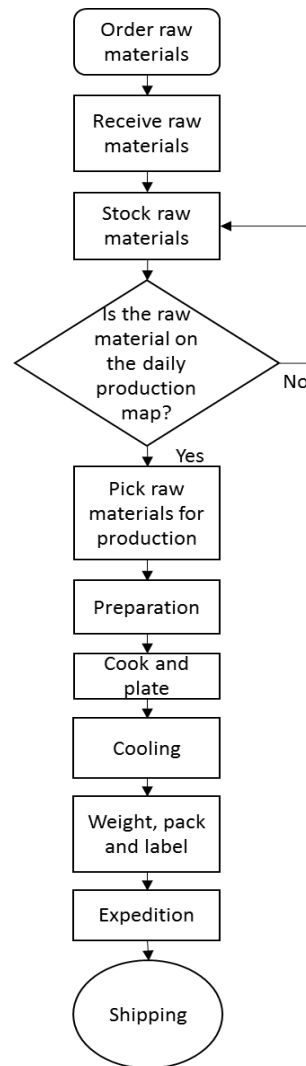 Order raw
materials
Receive raw
materials
Stock raw
materials
Is the raw
material on
the daily
production
map?
No
Yes
Pick raw
materials for
production
Preparation
Cook and
plate
Cooling
Weight, pack
and label
Expedition
Shipping